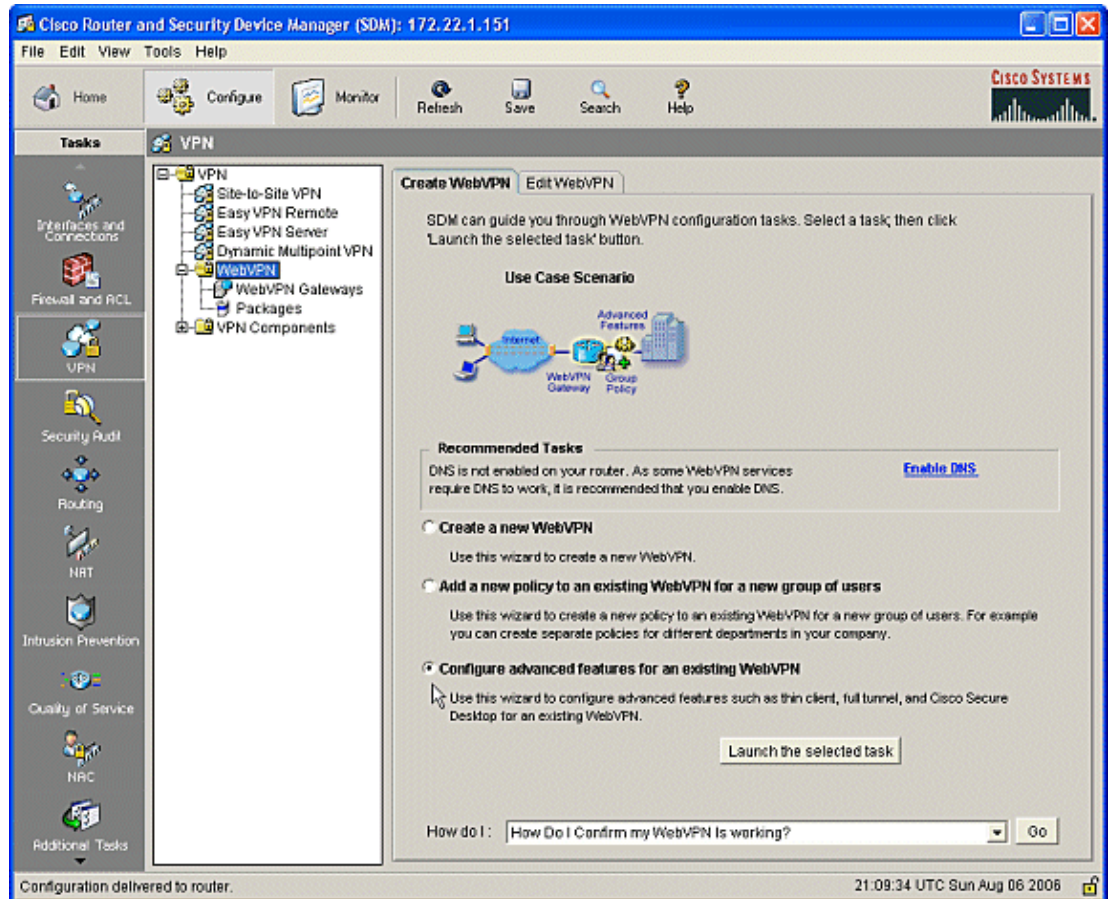 Cisco Router and Security Device Manager (SDM): 172.22.1.151
File Edit View Tools Help
Home
Configure
Monitor
Refresh
Save
Search
Help
CISCO SYSTEMS
Tasks
VPN
Interfaces and
Connections
Firewall and ACL
VPN
Security Audit
Routing
NAT
Intrusion Prevention
Quality of Service
NAC
Additional Tasks
VPN
Site-to-Site VPN
Easy VPN Remote
Easy VPN Server
Dynamic Multipoint VPN
WebVPN
WebVPN Gateways
Packages
VPN Components
Create WebVPN
Edit WebVPN
SDM can guide you through WebVPN configuration tasks. Select a task, then click
'Launch the selected task' button.
Use Case Scenario
Internet
Advanced
Features
WebVPN
Gateway
Group
Policy
Recommended Tasks
DNS is not enabled on your router. As some WebVPN services
require DNS to work, it is recommended that you enable DNS.
Enable DNS
Create a new WebVPN
Use this wizard to create a new WebVPN.
Add a new policy to an existing WebVPN for a new group of users
Use this wizard to create a new policy to an existing WebVPN for a new group of users. For example
you can create separate policies for different departments in your company.
Configure advanced features for an existing WebVPN
Use this wizard to configure advanced features such as thin client, full tunnel, and Cisco Secure
Desktop for an existing WebVPN.
Launch the selected task
How do I : How Do I Confirm my WebVPN Is working? Go
Configuration delivered to router.
21:09:34 UTC Sun Aug 06 2006